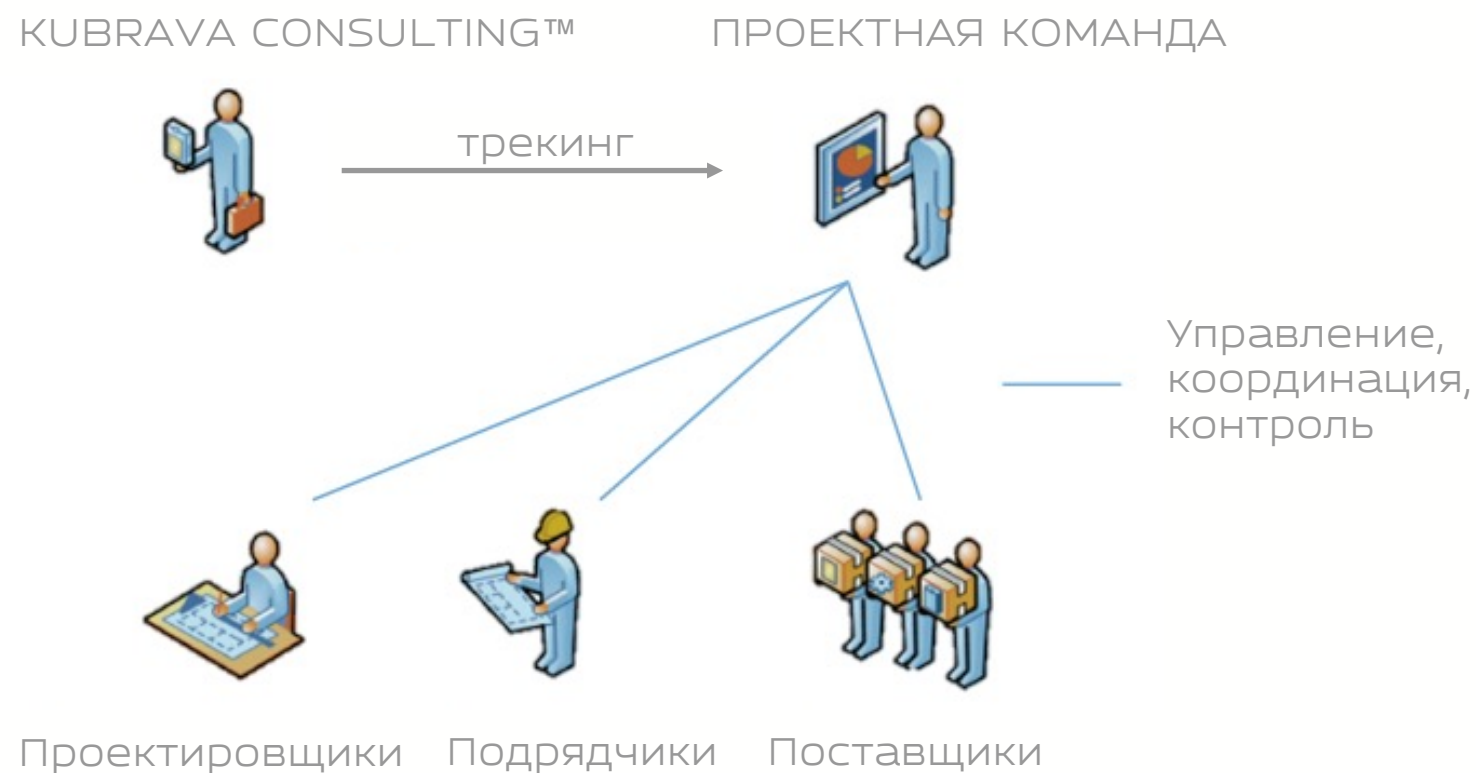 KUBRAVA CONSULTING™
ПРОЕКТНАЯ КОМАНДА
трекинг
Управление,
координация,
контроль
Проектировщики
Подрядчики
Поставщики